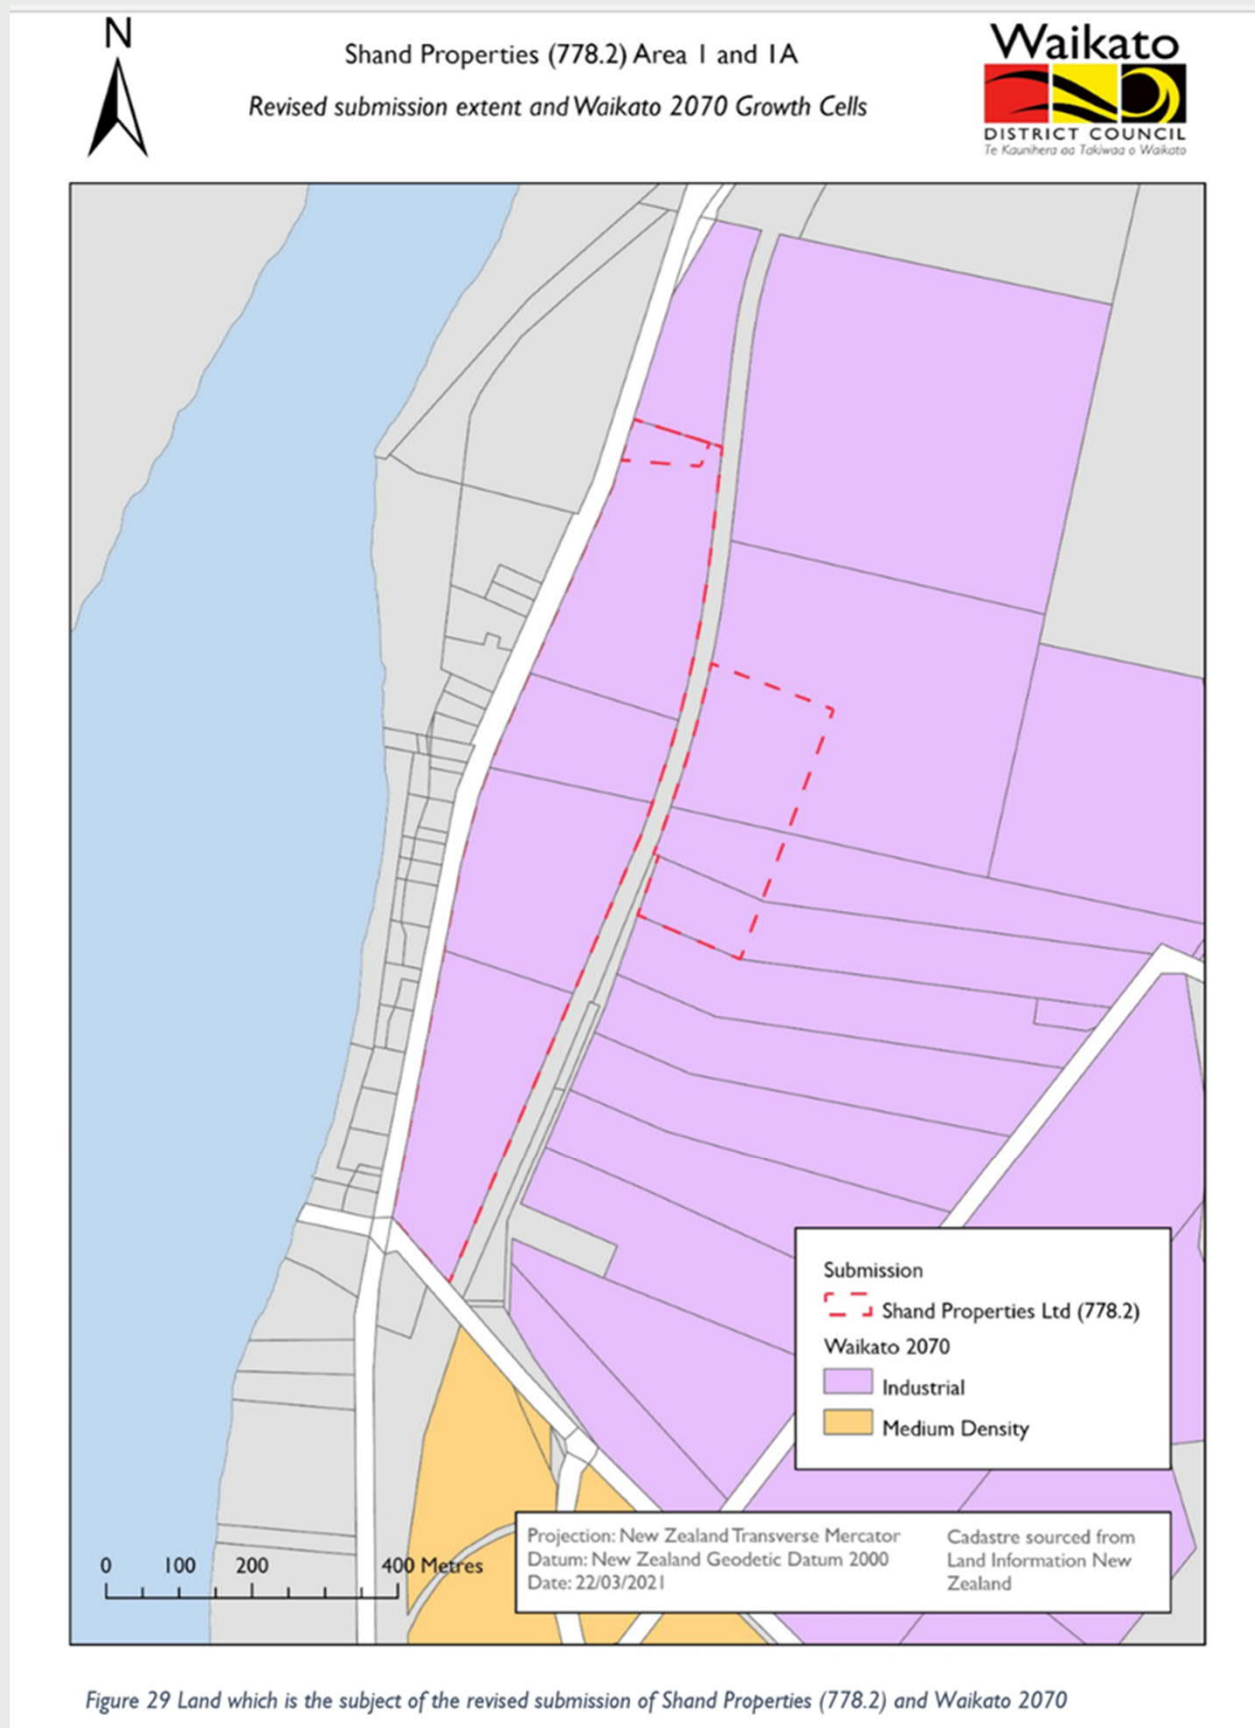 N
Shand Properties (778.2) Area 1 and 1A
Revised submission extent and Waikato 2070 Growth Cells
Waikato
DISTRICT COUNCIL
Te Kaunihera aa Takiwaa o Waikato
Submission
Shand Properties Ltd (778.2)
Waikato 2070
Industrial
Medium Density
0 100 200 400 Metres
Projection: New Zealand Transverse Mercator
Datum: New Zealand Geodetic Datum 2000
Date: 22/03/2021
Cadastre sourced from
Land Information New
Zealand
Figure 29 Land which is the subject of the revised submission of Shand Properties (778.2) and Waikato 2070